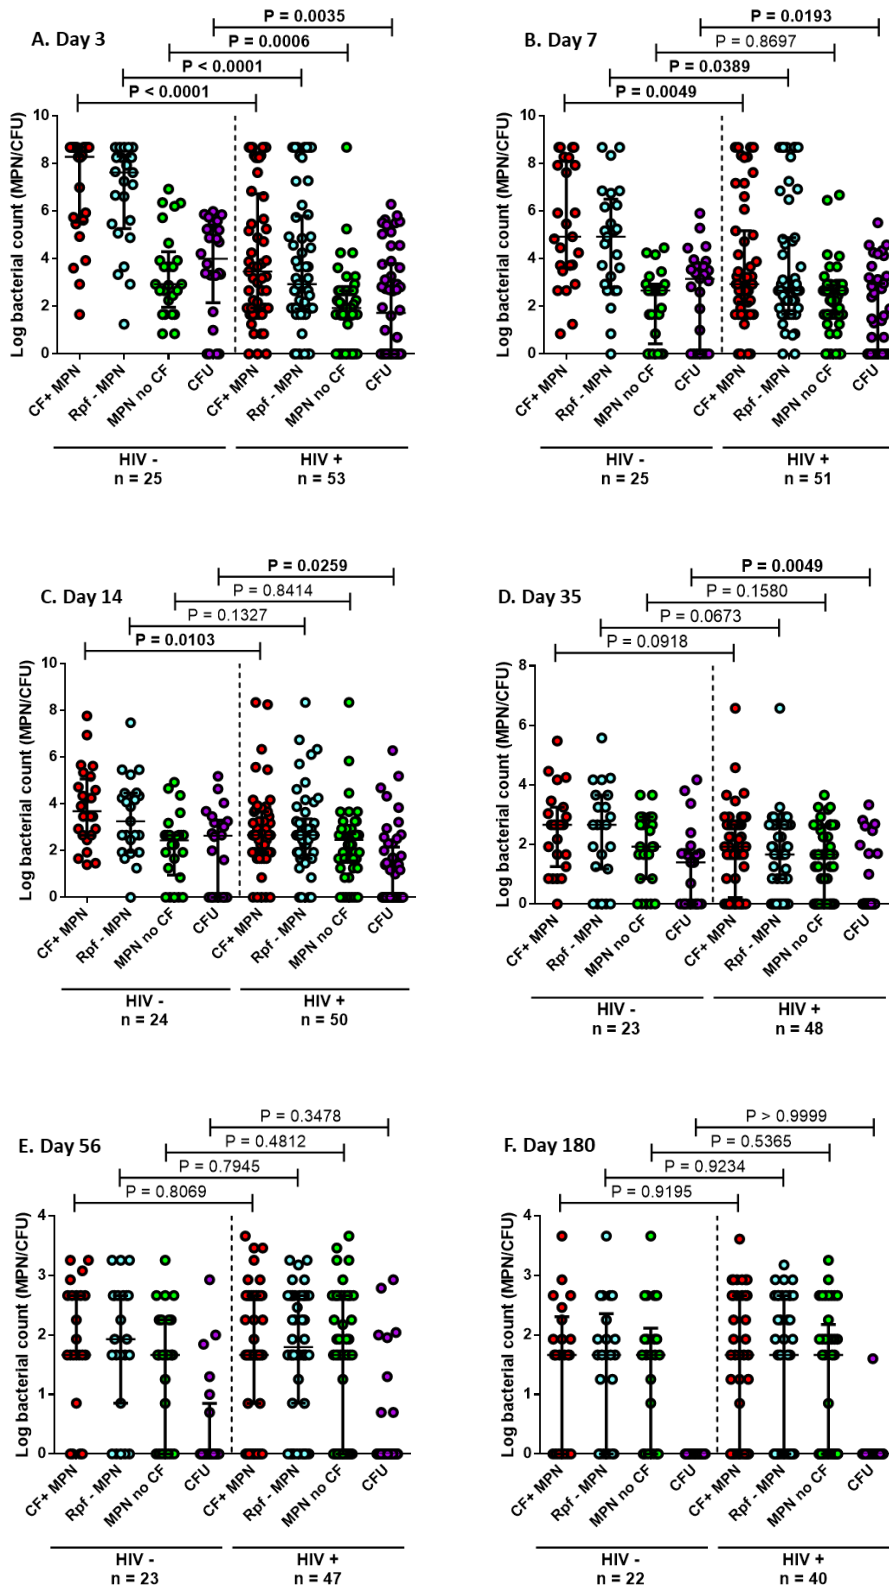 A. Day 3
P = 0.0035
P = 0.0006
P < 0.0001
P < 0.0001
Log bacterial count (MPN/CFU)
10
8
6
4
2
0
CF+ MPN
Rpf - MPN
MPN no CF
CFU
CF+ MPN
Rpf - MPN
MPN no CF
CFU
HIV -
n = 25
HIV +
n = 53
B. Day 7
P = 0.0193
P = 0.8697
P = 0.0389
P = 0.0049
Log bacterial count (MPN/CFU)
10
8
6
4
2
0
CF+ MPN
Rpf - MPN
MPN no CF
CFU
CF+ MPN
Rpf - MPN
MPN no CF
CFU
HIV -
n = 25
HIV +
n = 51
C. Day 14
P = 0.0259
P = 0.8414
P = 0.1327
P = 0.0103
Log bacterial count (MPN/CFU)
10
8
6
4
2
0
CF+ MPN
Rpf - MPN
MPN no CF
CFU
CF+ MPN
Rpf - MPN
MPN no CF
CFU
HIV -
n = 24
HIV +
n = 50
D. Day 35
P = 0.0049
P = 0.1580
P = 0.0673
P = 0.0918
Log bacterial count (MPN/CFU)
8
6
4
2
0
CF+ MPN
Rpf - MPN
MPN no CF
CFU
CF+ MPN
Rpf - MPN
MPN no CF
CFU
HIV -
n = 23
HIV +
n = 48
E. Day 56
P = 0.3478
P = 0.4812
P = 0.7945
P = 0.8069
Log bacterial count (MPN/CFU)
4
3
2
1
0
CF+ MPN
Rpf - MPN
MPN no CF
CFU
CF+ MPN
Rpf - MPN
MPN no CF
CFU
HIV -
n = 23
HIV +
n = 47
F. Day 180
P > 0.9999
P = 0.5365
P = 0.9234
P = 0.9195
Log bacterial count (MPN/CFU)
4
3
2
1
0
CF+ MPN
Rpf - MPN
MPN no CF
CFU
CF+ MPN
Rpf - MPN
MPN no CF
CFU
HIV -
n = 22
HIV +
n = 40